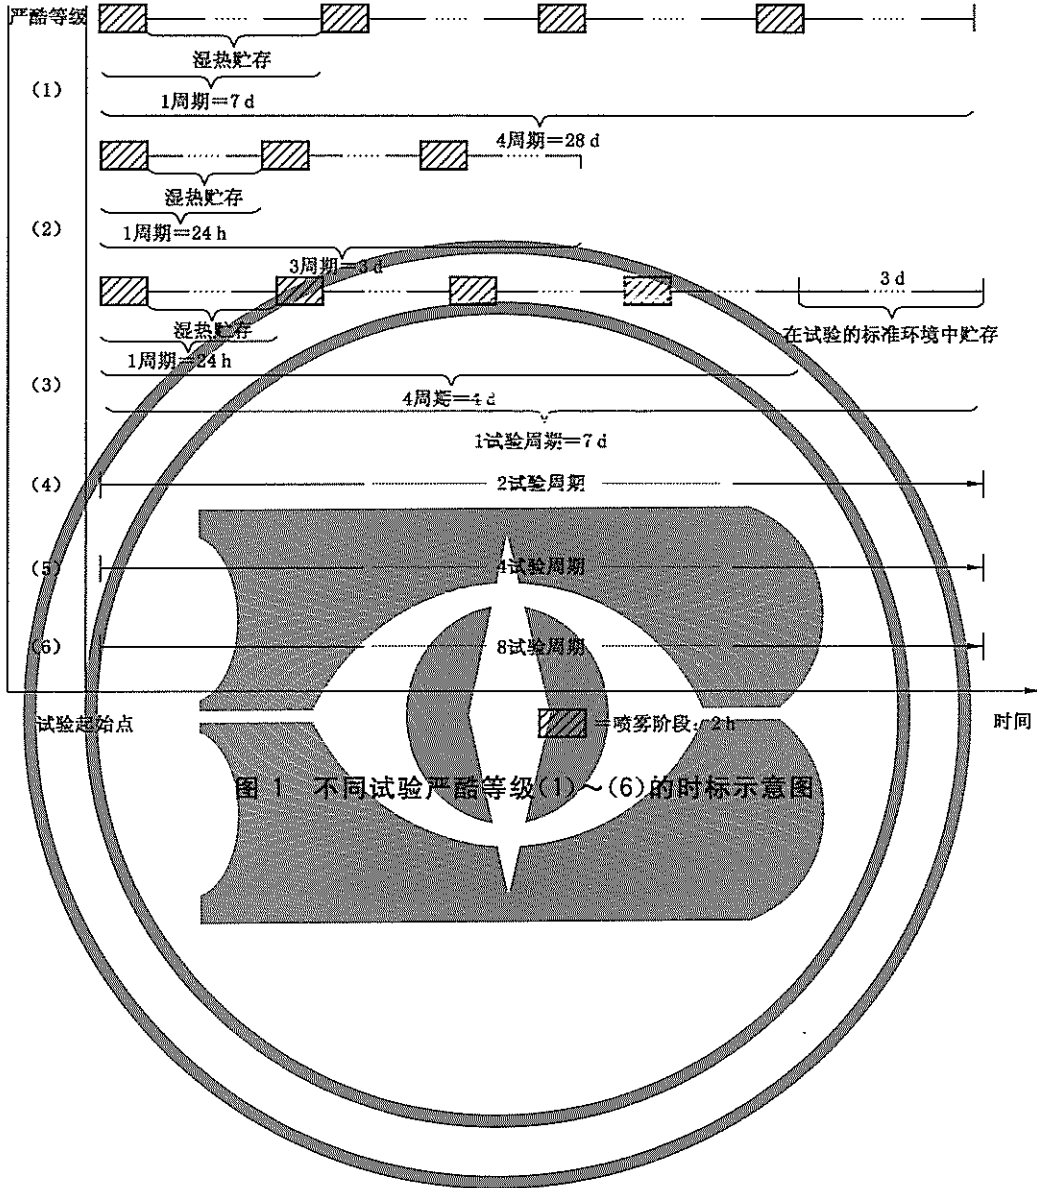 严酷等级
湿热贮存
(1)
1周期=7 d
4周期=28 d
湿热贮存
(2)
1周期=24 h
3周期=3 d
3 d
湿热贮存
在试验的标准环境中贮存
1周期=24 h
(3)
4周期=4 d
1试验周期=7 d
(4)
2试验周期
(5)
4试验周期
(6)
8试验周期
试验起始点
=喷雾阶段:2 h
时间
图 1 不同试验严酷等级(1)~(6)的时标示意图